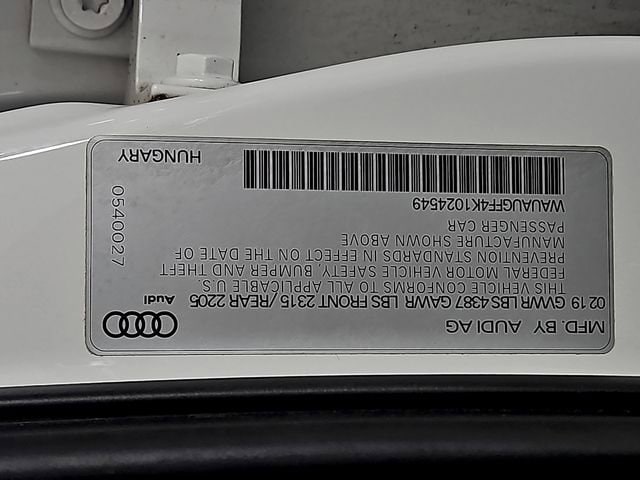 MFD. BY AUDI AG
02 19 GVWR LBS 4387 GAWR LBS FRONT 2315 / REAR 2205
THIS VEHICLE CONFORMS TO ALL APPLICABLE U.S.
FEDERAL MOTOR VEHICLE SAFETY, BUMPER AND THEFT
PREVENTION STANDARDS IN EFFECT ON THE DATE OF
MANUFACTURE SHOWN ABOVE
PASSENGER CAR
WAUAUGFF4K1024549
Audi
0540027
HUNGARY